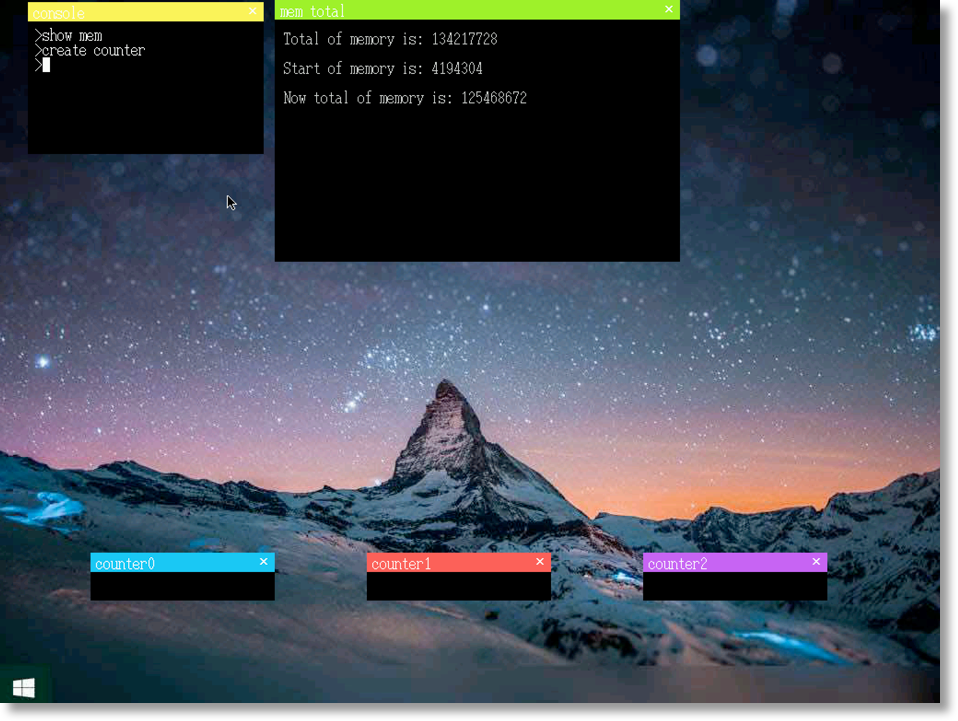 console ×
>show mem
>create counter
>
mem total ×
Total of memory is: 134217728
Start of memory is: 4194304
Now total of memory is: 125468672
counter0 ×
counter1 ×
counter2 ×